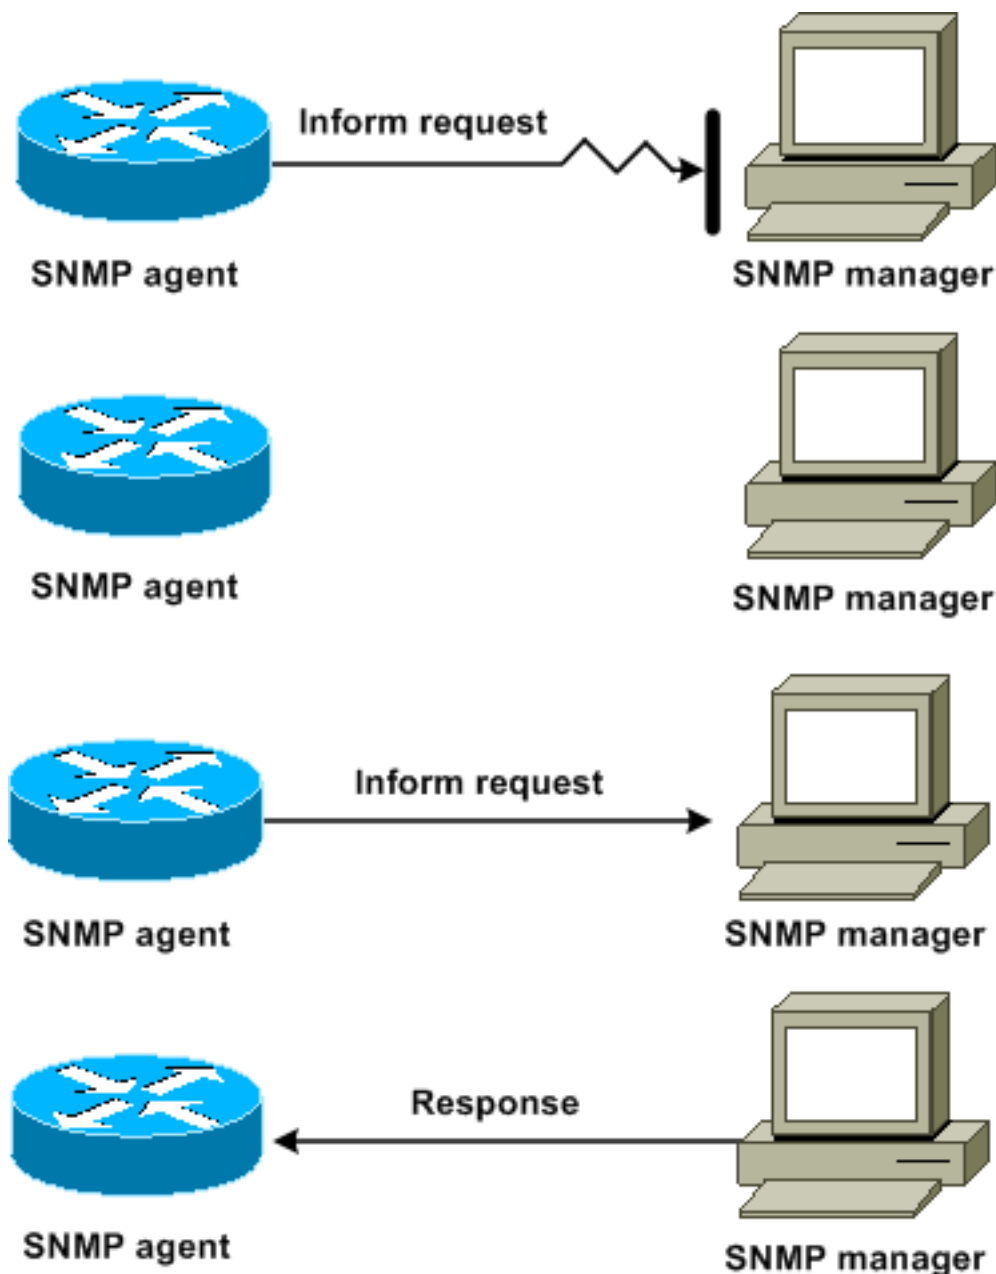 Inform request
SNMP agent
SNMP manager
SNMP agent
SNMP manager
Inform request
SNMP agent
SNMP manager
Response
SNMP agent
SNMP manager